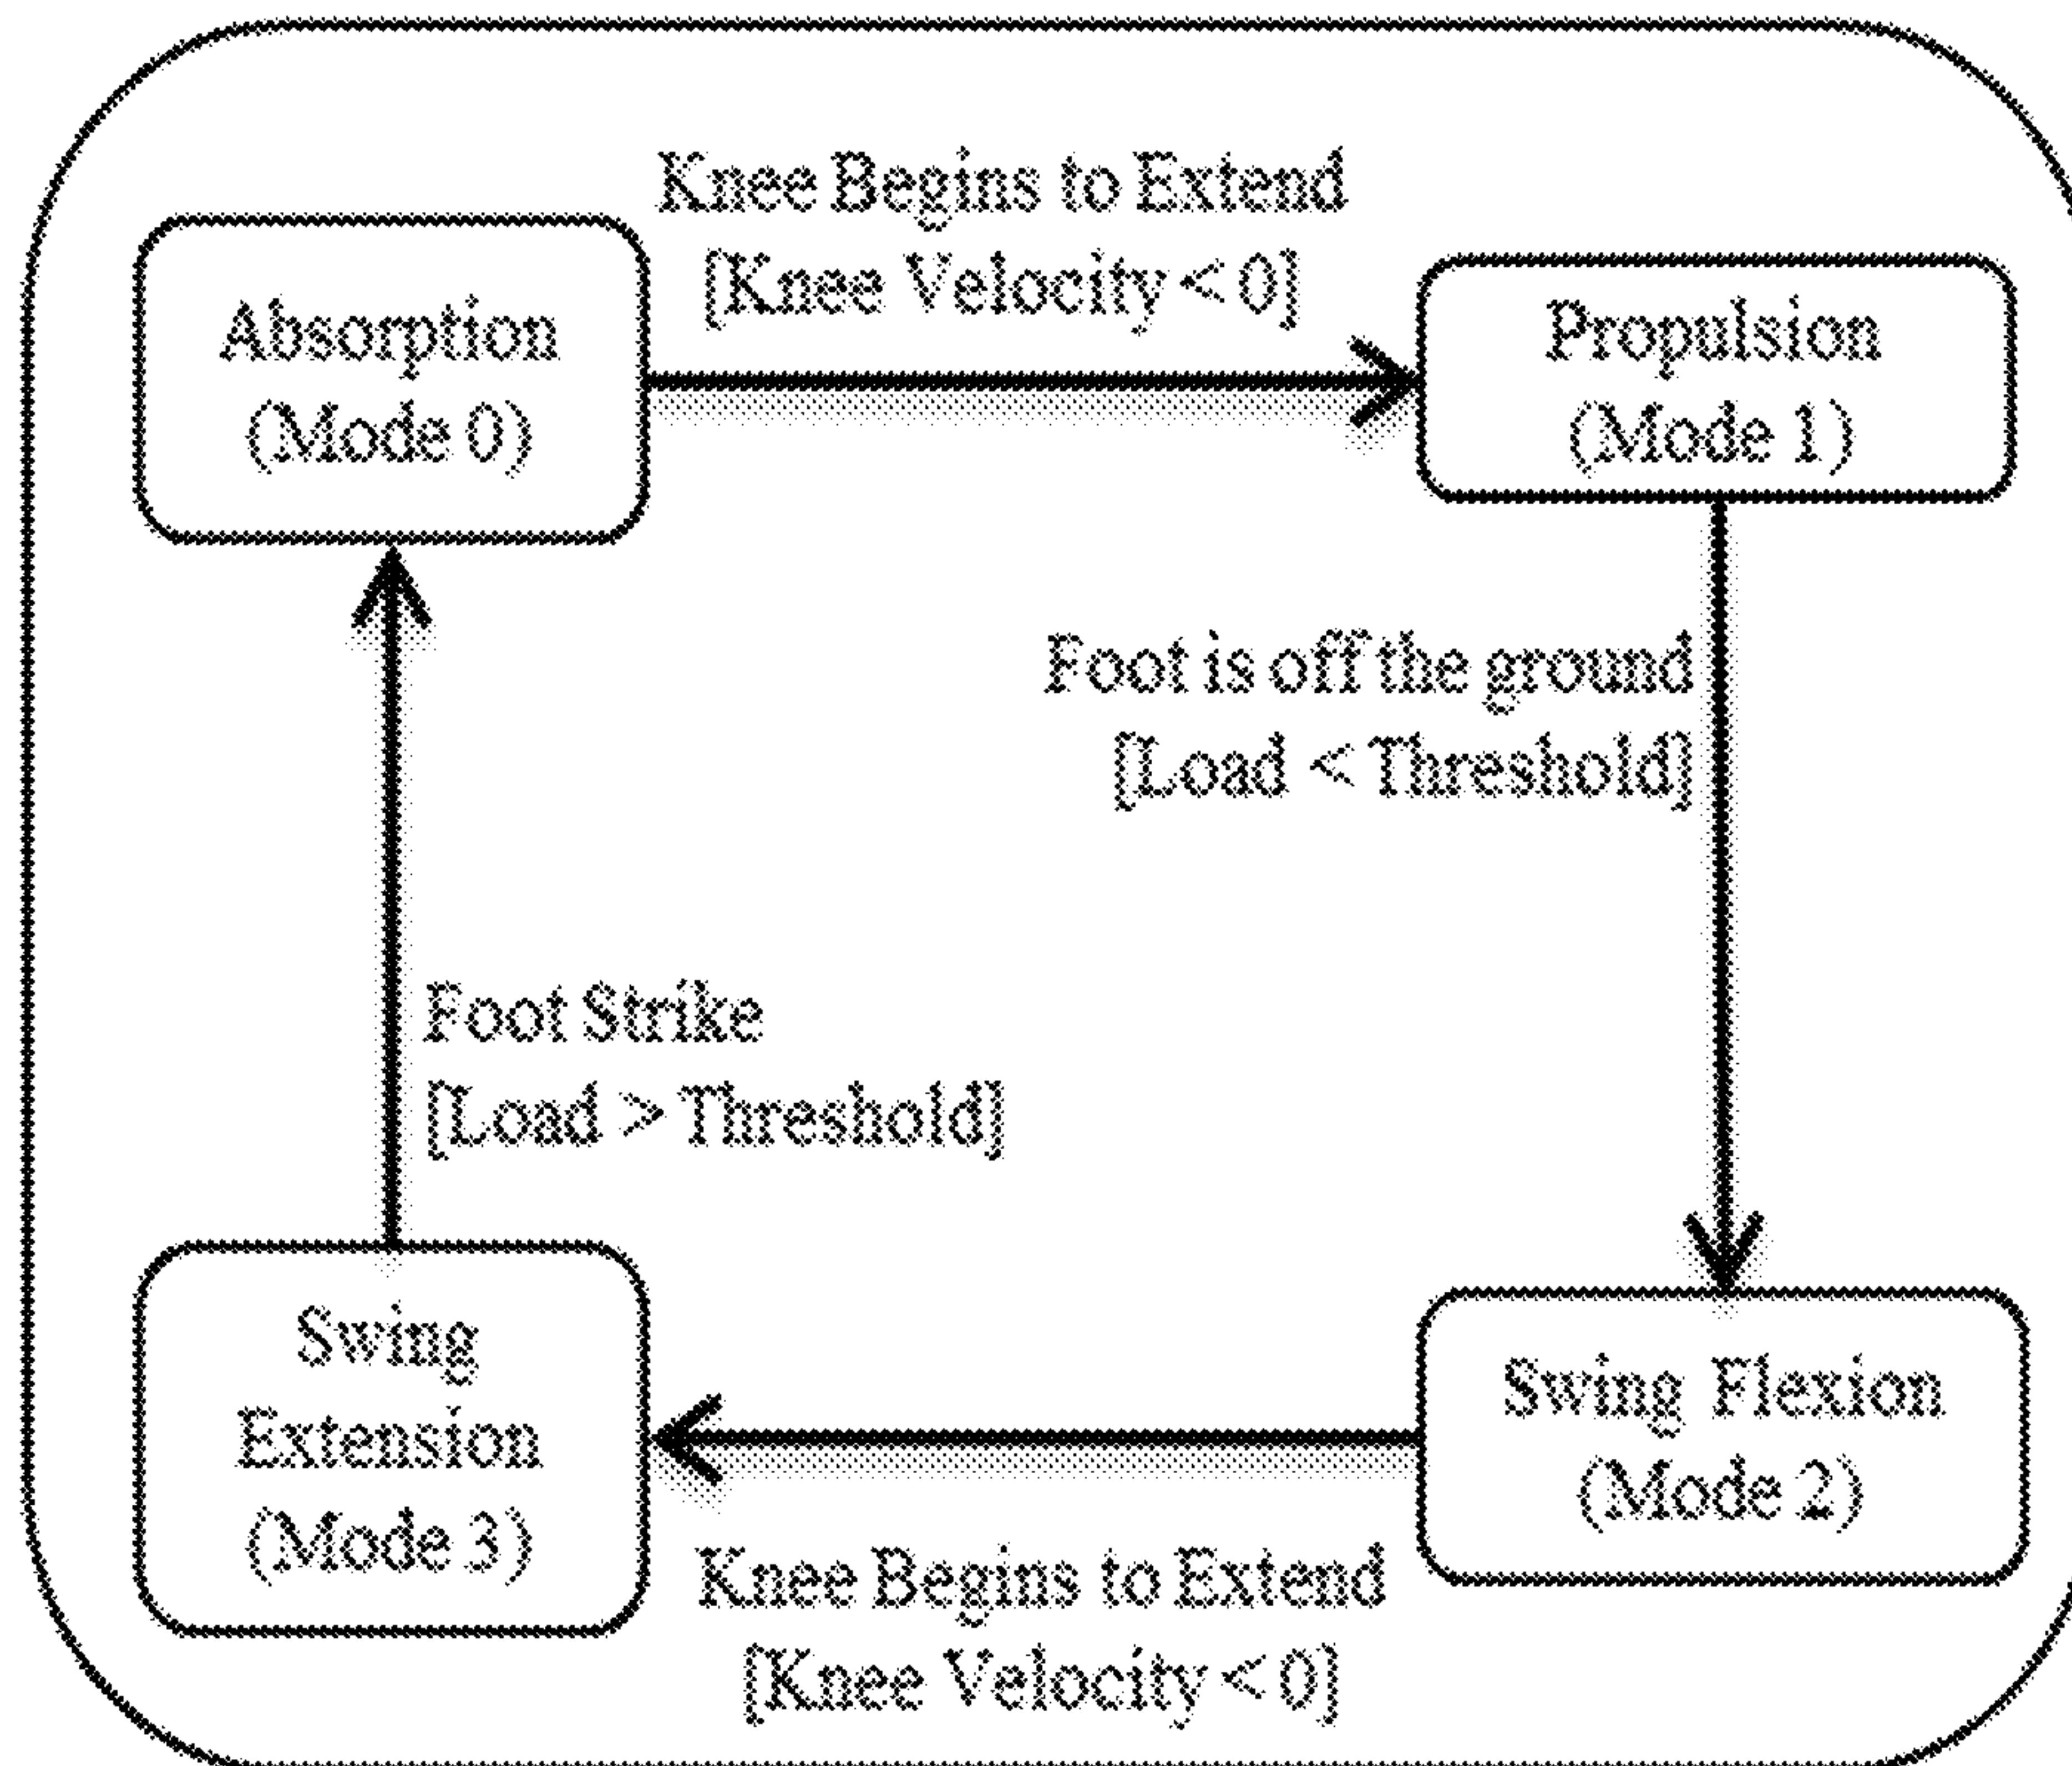 Knee Begins to Extend
[Knee Velocity < 0]
Absorption
(Mode 0)
Propulsion
(Mode 1)
Foot is off the ground
[Load < Threshold]
Foot Strike
[Load > Threshold]
Swing
Extension
(Mode 3)
Swing Flexion
(Mode 2)
Knee Begins to Extend
[Knee Velocity < 0]